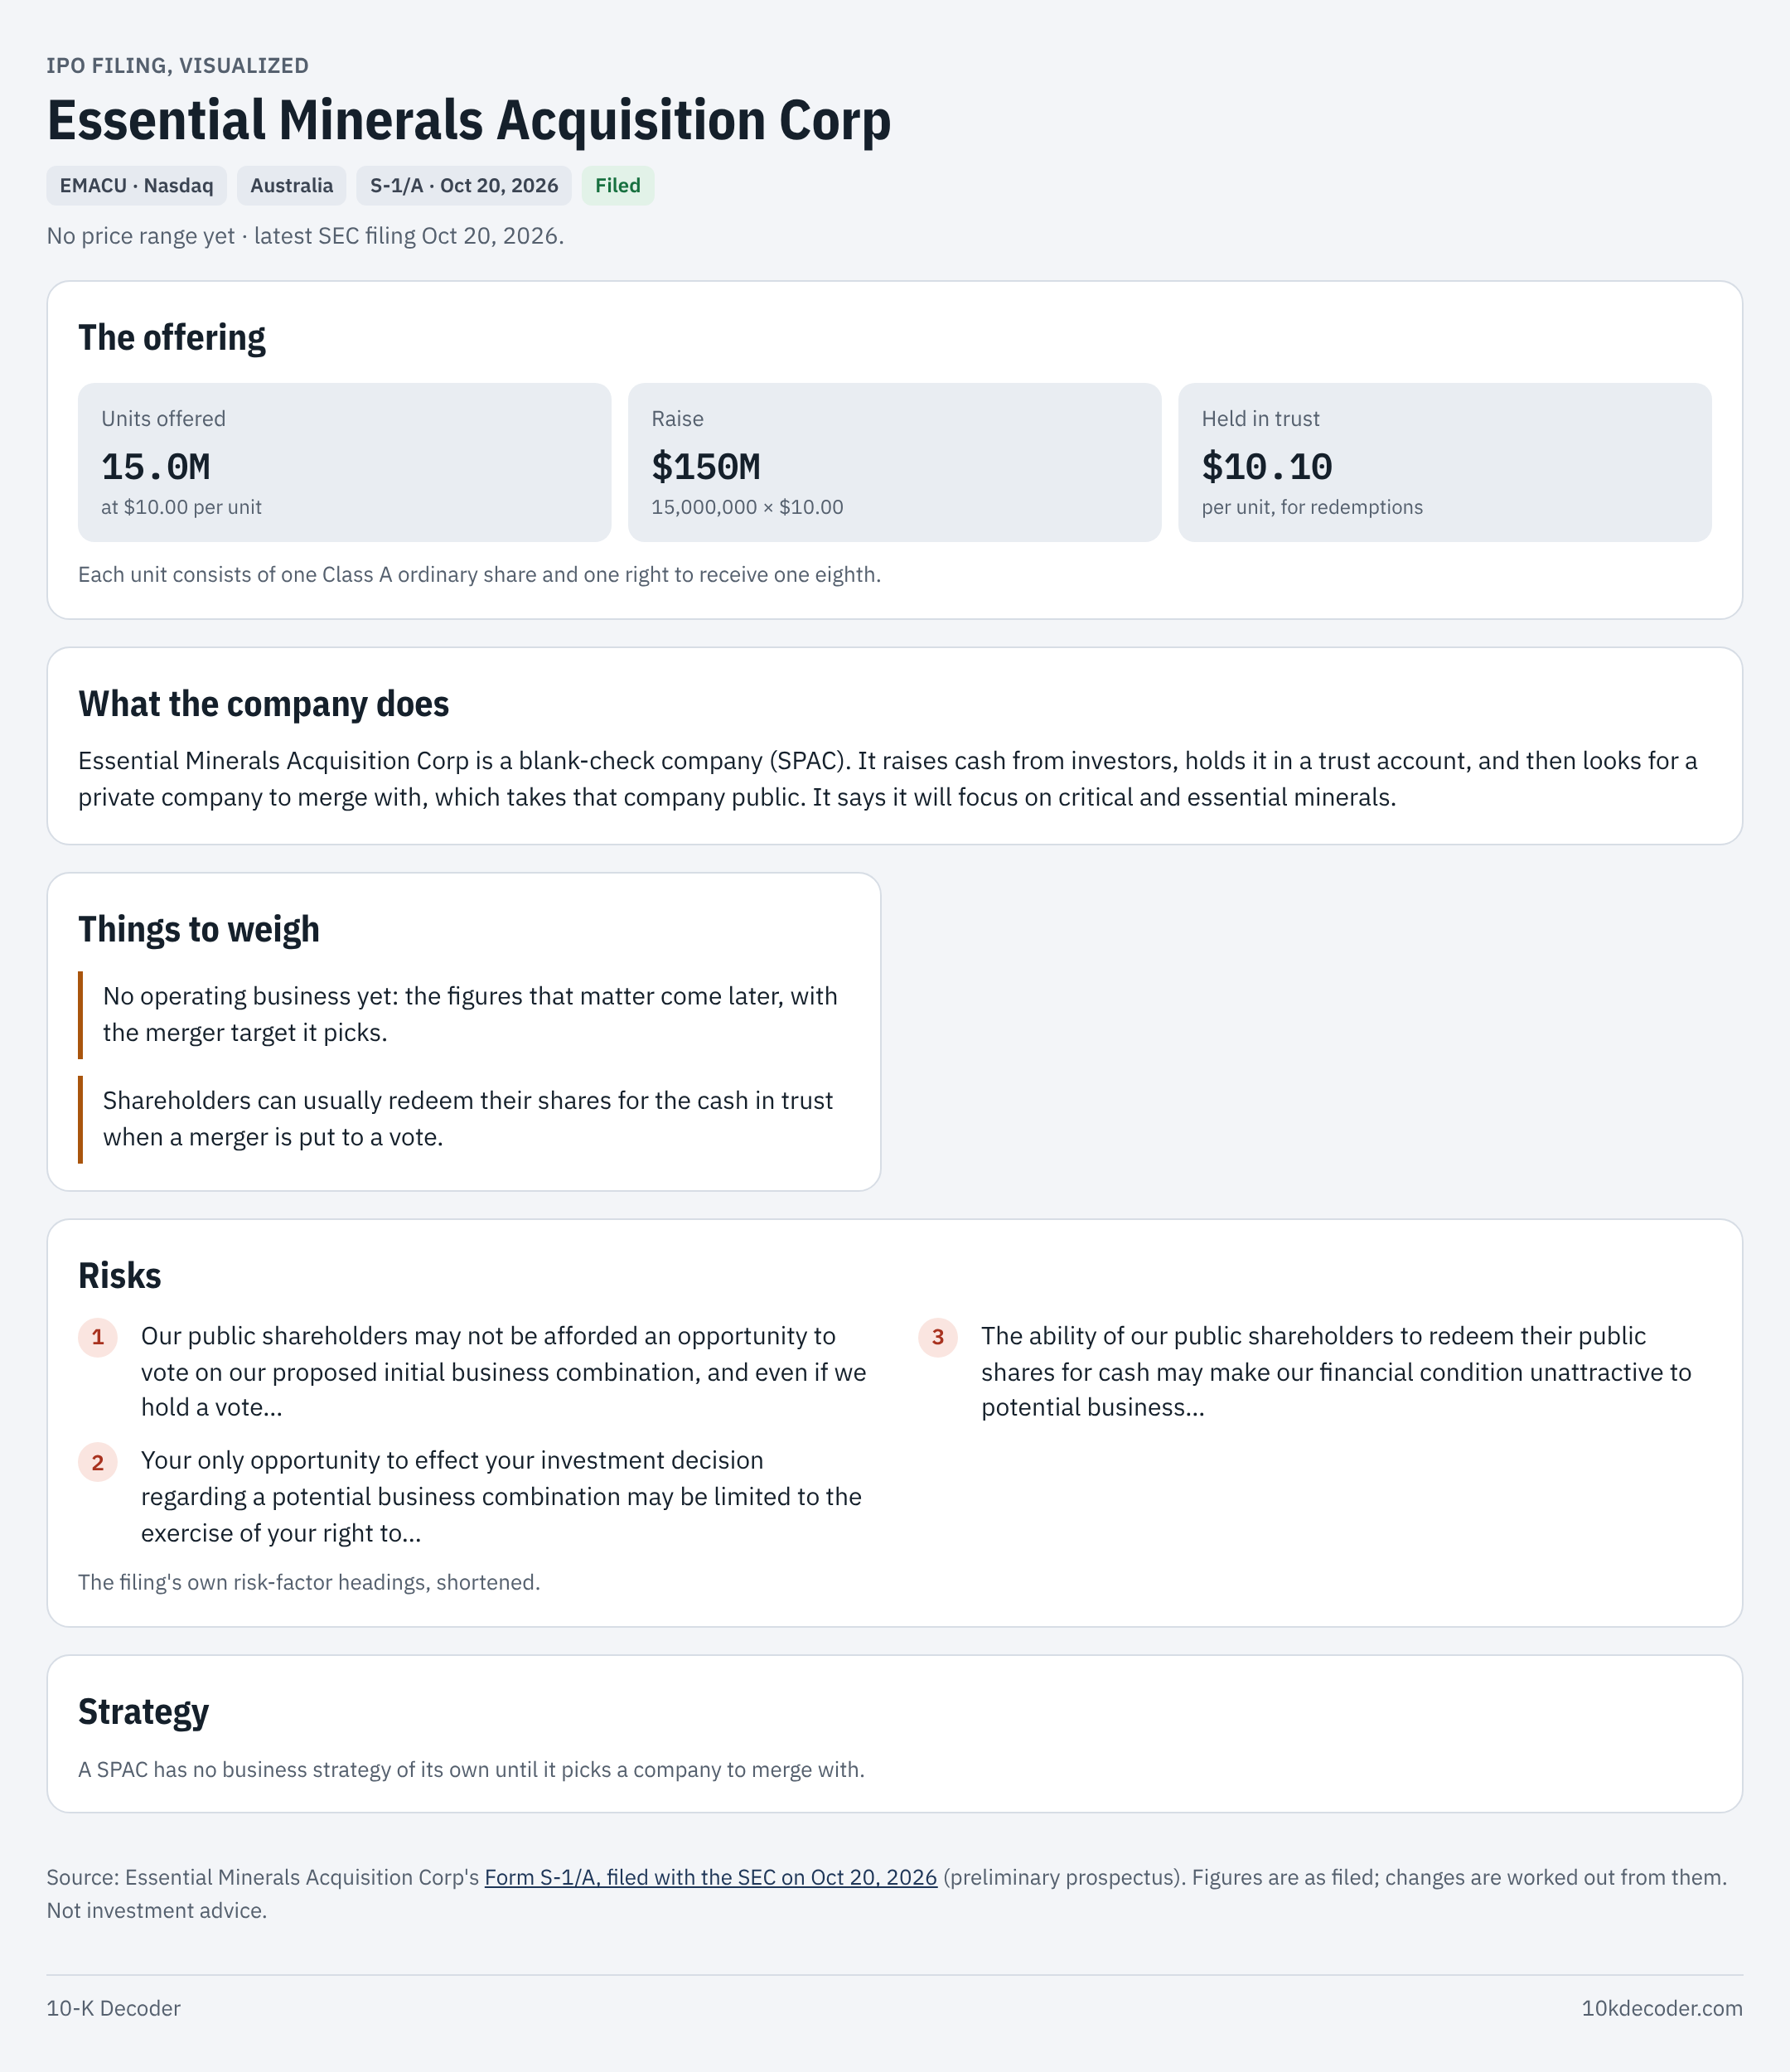 IPO FILING, VISUALIZED
Essential Minerals Acquisition Corp
EMACU · Nasdaq Australia S-1/A · Oct 20, 2026 Filed
No price range yet · latest SEC filing Oct 20, 2026.
The offering
Units offered
15.0M
at $10.00 per unit
Raise
$150M
15,000,000 × $10.00
Held in trust
$10.10
per unit, for redemptions
Each unit consists of one Class A ordinary share and one right to receive one eighth.
What the company does
Essential Minerals Acquisition Corp is a blank-check company (SPAC). It raises cash from investors, holds it in a trust account, and then looks for a
private company to merge with, which takes that company public. It says it will focus on critical and essential minerals.
Things to weigh
No operating business yet: the figures that matter come later, with
the merger target it picks.
Shareholders can usually redeem their shares for the cash in trust
when a merger is put to a vote.
Risks
1 Our public shareholders may not be afforded an opportunity to
vote on our proposed initial business combination, and even if we
hold a vote…
2 Your only opportunity to effect your investment decision
regarding a potential business combination may be limited to the
exercise of your right to…
3 The ability of our public shareholders to redeem their public
shares for cash may make our financial condition unattractive to
potential business…
The filing's own risk-factor headings, shortened.
Strategy
A SPAC has no business strategy of its own until it picks a company to merge with.
Source: Essential Minerals Acquisition Corp's Form S-1/A, filed with the SEC on Oct 20, 2026 (preliminary prospectus). Figures are as filed; changes are worked out from them.
Not investment advice.
10-K Decoder
10kdecoder.com